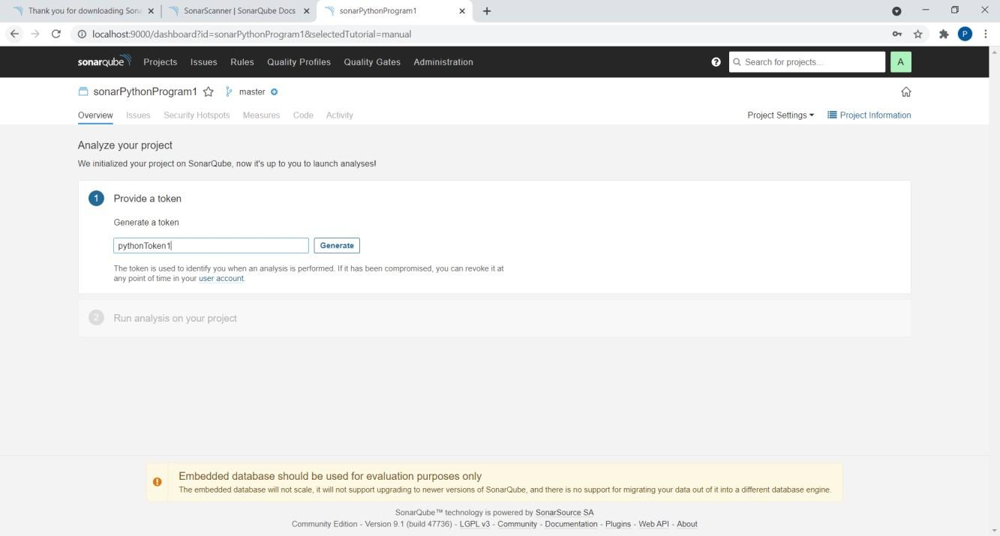 Thank you for downloading Sona
SonarScanner | SonarQube Docs
sonarPythonProgram1
localhost:9000/dashboard?id=sonarPythonProgram1&selectedTutorial=manual
P
sonarqube Projects Issues Rules Quality Profiles Quality Gates Administration
? Search for projects... A
sonarPythonProgram1 master
Overview Issues Security Hotspots Measures Code Activity
Project Settings Project Information
Analyze your project
We initialized your project on SonarQube, now it's up to you to launch analyses!
1 Provide a token
Generate a token
pythonToken1 Generate
The token is used to identify you when an analysis is performed. If it has been compromised, you can revoke it at
any point of time in your user account.
2 Run analysis on your project
Embedded database should be used for evaluation purposes only
The embedded database will not scale, it will not support upgrading to newer versions of SonarQube, and there is no support for migrating your data out of it into a different database engine.
SonarQube™ technology is powered by SonarSource SA
Community Edition - Version 9.1 (build 47736) - LGPL v3 - Community - Documentation - Plugins - Web API - About